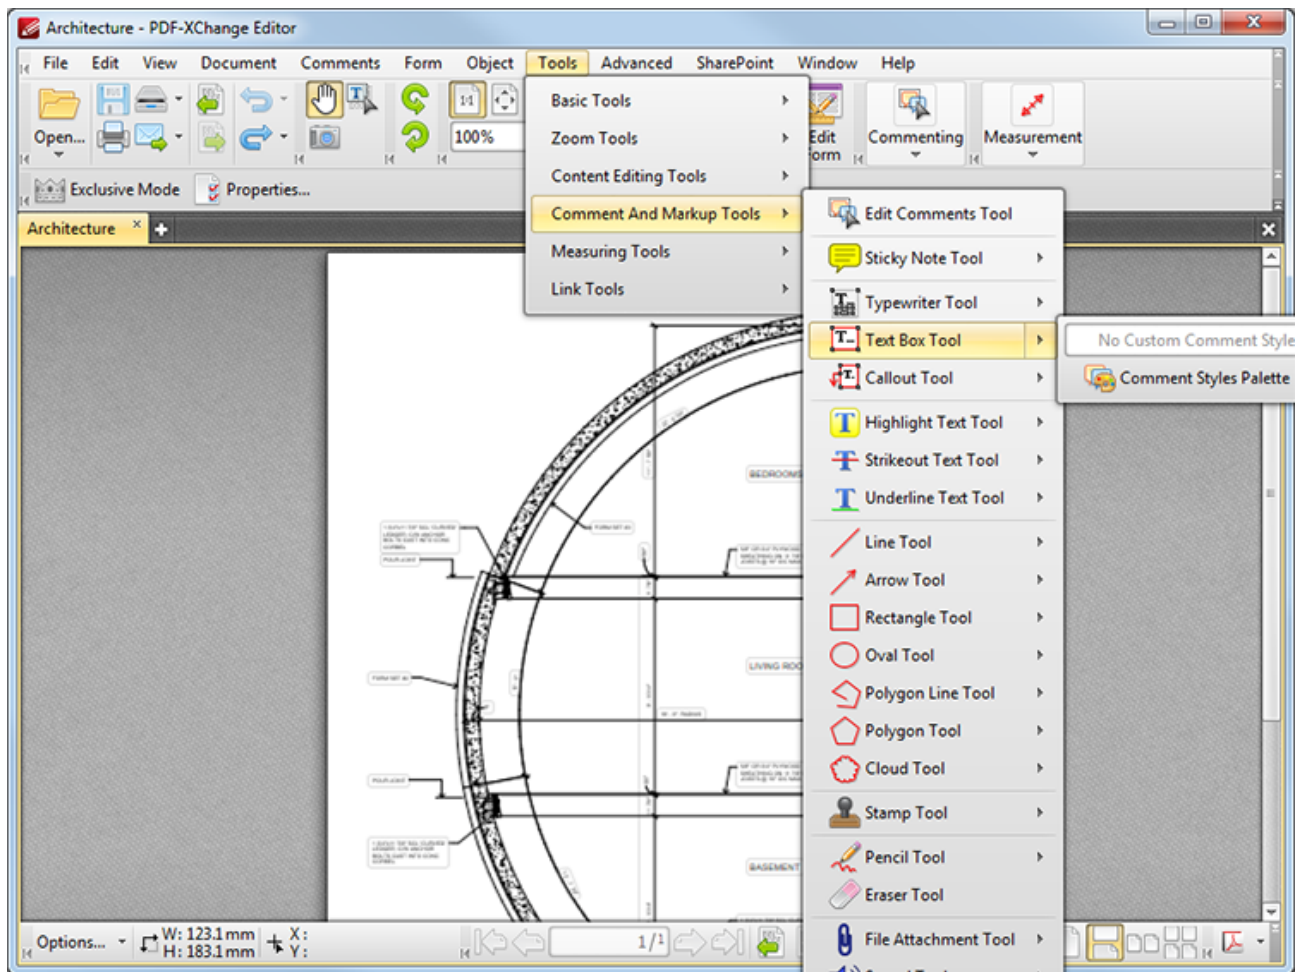 Architecture - PDF-XChange Editor
File Edit View Document Comments Form Object Tools Advanced SharePoint Window Help
Open...
100%
Edit
orm
Commenting
Measurement
Exclusive Mode Properties...
Architecture
Basic Tools
Zoom Tools
Content Editing Tools
Comment And Markup Tools
Measuring Tools
Link Tools
Edit Comments Tool
Sticky Note Tool
Typewriter Tool
Text Box Tool
Callout Tool
Highlight Text Tool
Strikeout Text Tool
Underline Text Tool
Line Tool
Arrow Tool
Rectangle Tool
Oval Tool
Polygon Line Tool
Polygon Tool
Cloud Tool
Stamp Tool
Pencil Tool
Eraser Tool
File Attachment Tool
No Custom Comment Style
Comment Styles Palette
BEDROOMS
LIVING ROO
BASEMENT
Options...
W: 123.1 mm
H: 183.1 mm
X:
Y:
1/1